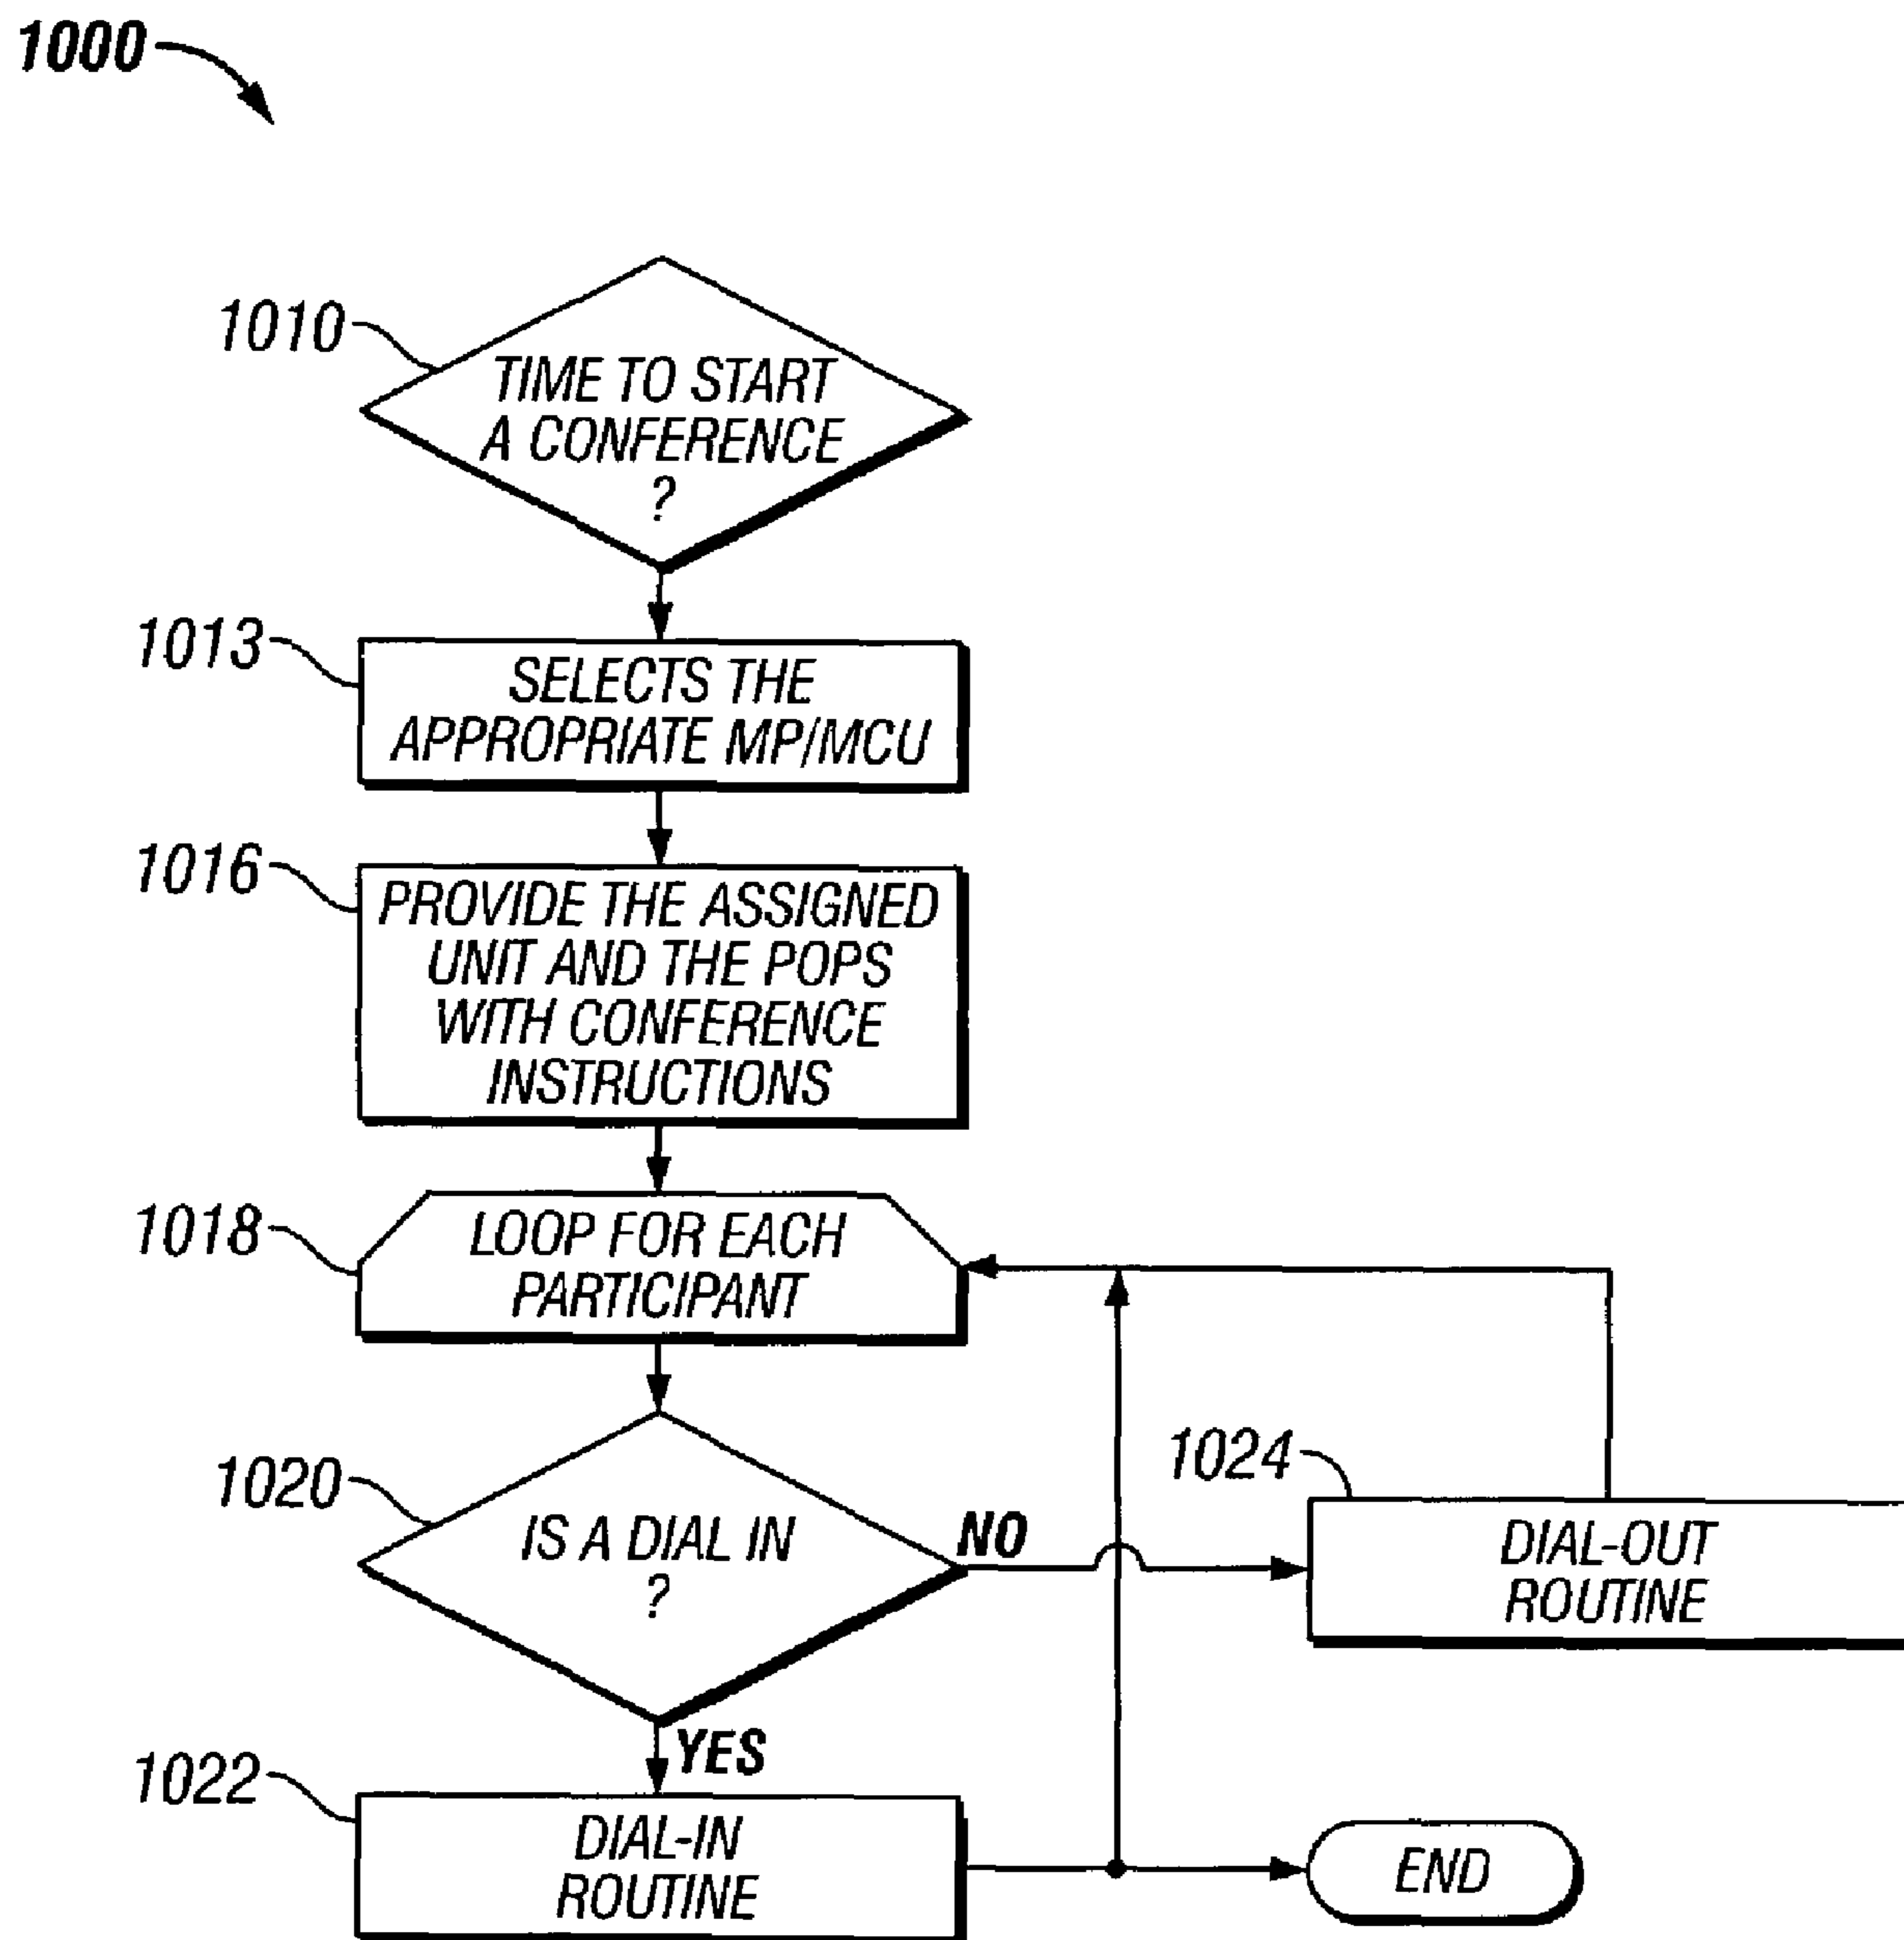 1000
1010
TIME TO START
A CONFERENCE
?
1013
SELECTS THE
APPROPRIATE MP/MCU
1016
PROVIDE THE ASSIGNED
UNIT AND THE POPS
WITH CONFERENCE
INSTRUCTIONS
1018
LOOP FOR EACH
PARTICIPANT
1020
IS A DIAL IN
?
NO
1024
DIAL-OUT
ROUTINE
YES
1022
DIAL-IN
ROUTINE
END